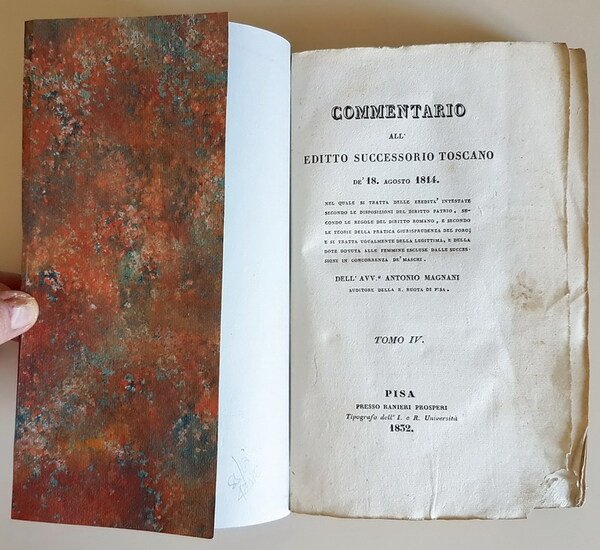 COMMENTARIO
ALL'
EDITTO SUCCESSORIO TOSCANO
DE' 18. AGOSTO 1814.
NEL QUALE SI TRATTA DELLE EREDITA' INTESTATE
SECONDO LE DISPOSIZIONI DEL DIRITTO PATRIO, SE-
CONDO LE REGOLE DEL DIRITTO ROMANO, E SECONDO
LE TEORIE DELLA PRATICA GIURISPRUDENZA DEL FORO;
E SI TRATTA UGUALMENTE DELLA LEGITTIMA, E DELLA
DOTE DOVUTA ALLE FEMMINE ESCLUSE DALLE SUCCES-
SIONI IN CONCORRENZA DE' MASCHI.
DELL' AVV.º ANTONIO MAGNANI
AUDITORE DELLA R. RUOTA DI PISA.
TOMO IV.
PISA
PRESSO RANIERI PROSPERI
Tipografo dell' I. e R. Università
1832.